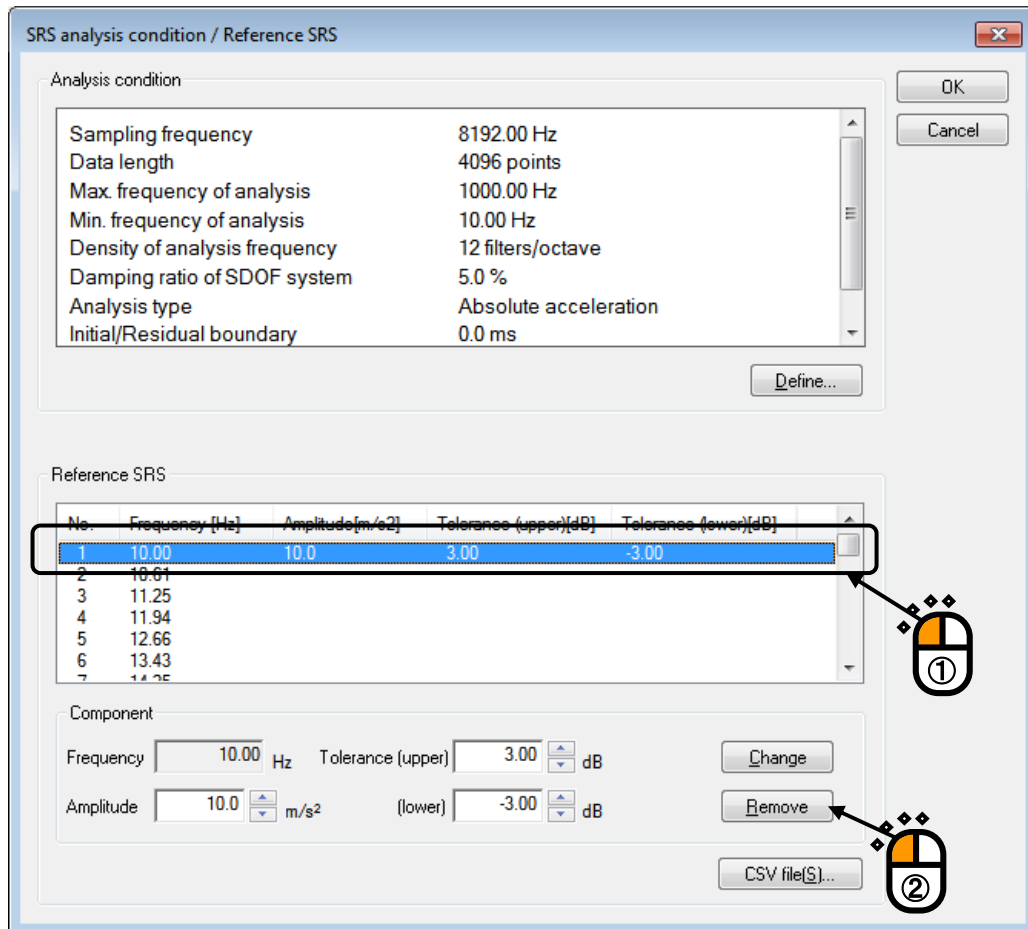 SRS analysis condition / Reference SRS
Analysis condition
OK
Cancel
Sampling frequency 8192.00 Hz
Data length 4096 points
Max. frequency of analysis 1000.00 Hz
Min. frequency of analysis 10.00 Hz
Density of analysis frequency 12 filters/octave
Damping ratio of SDOF system 5.0 %
Analysis type Absolute acceleration
Initial/Residual boundary 0.0 ms
Define...
Reference SRS
No. Frequency [Hz] Amplitude[m/s2] Tolerance (upper)[dB] Tolerance (lower)[dB]
1 10.00 10.0 3.00 -3.00
2 10.61
3 11.25
4 11.94
5 12.66
6 13.43
7 14.25
①
Component
Frequency 10.00 Hz Tolerance (upper) 3.00 dB Change
Amplitude 10.0 m/s² (lower) -3.00 dB Remove
CSV file(S)...
②